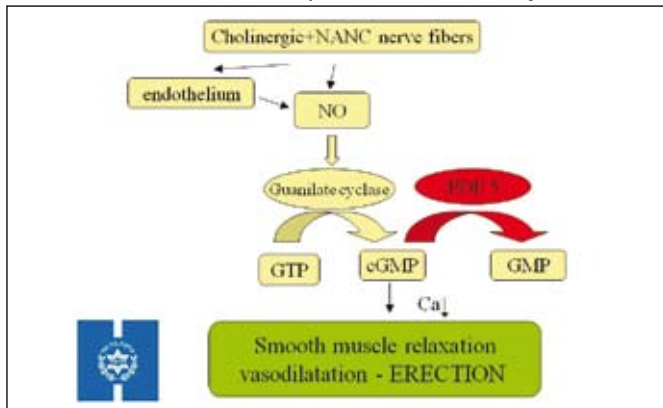 Cholinergic+NANC nerve fibers
endothelium
NO
Guanilate cyclase
PDE 5
GTP
cGMP
GMP
Ca↓
Smooth muscle relaxation
vasodilatation - ERECTION